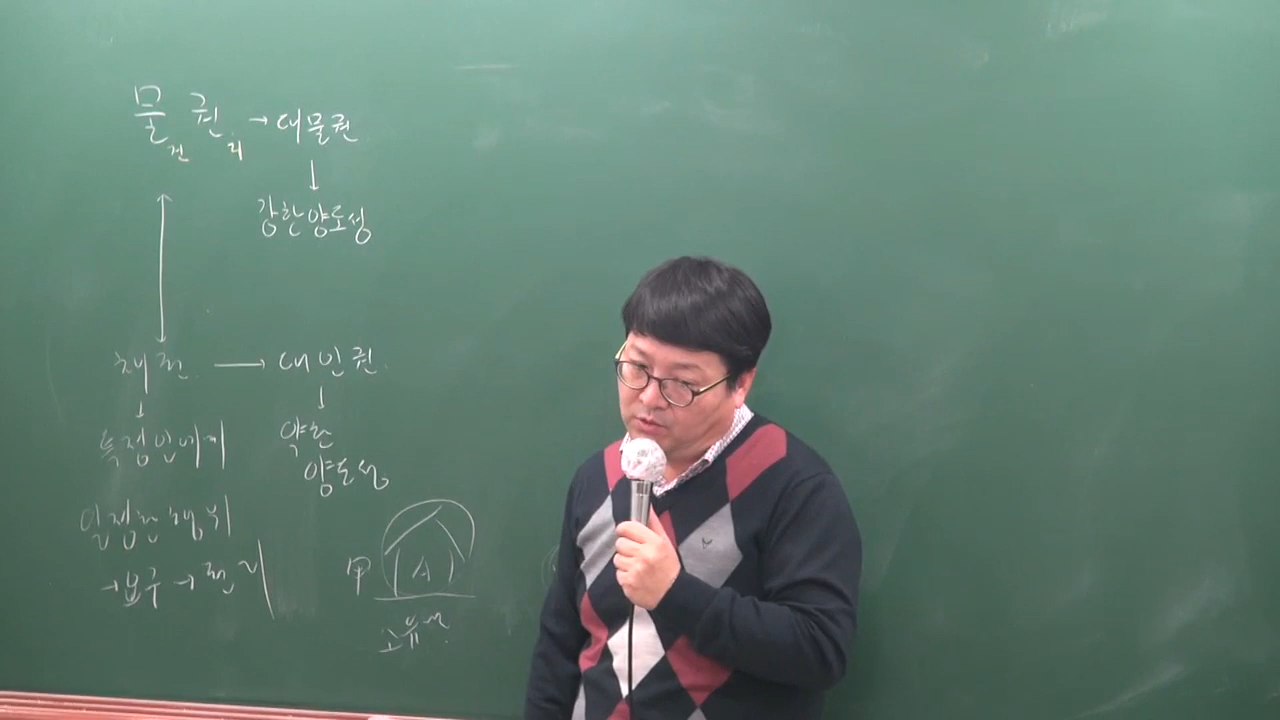 물권 → 대물권
건 리
↓
강한양도성
채권 → 대인권
↓ ↓
특정인에게
약한
양도성
일정한 행위
→ 요구 → 권리
甲 A
소유권